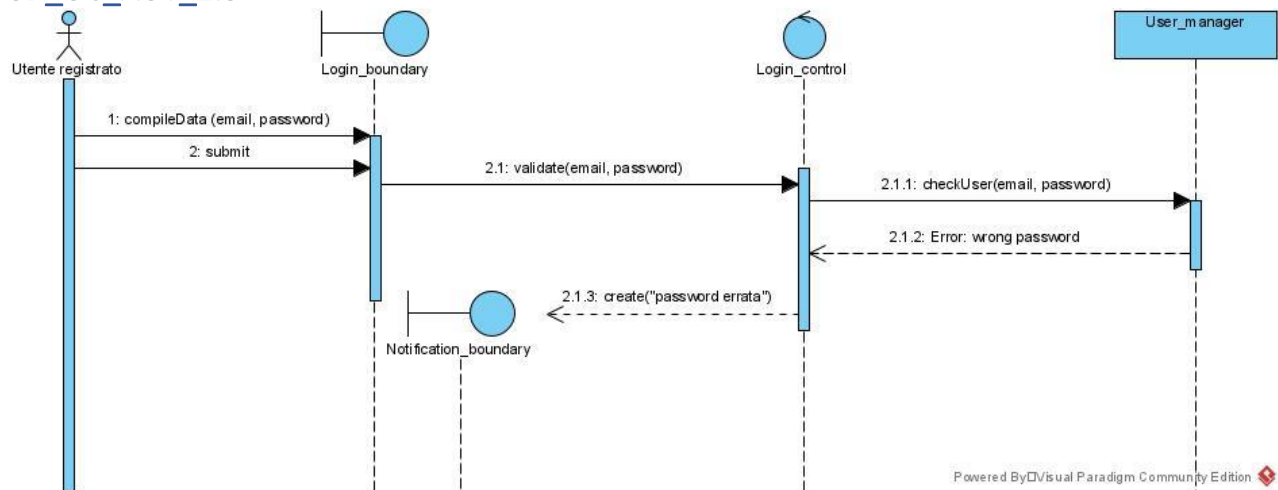 User_manager
Utente registrato
Login_boundary
Login_control
1: compileData (email, password)
2: submit
2.1: validate(email, password)
2.1.1: checkUser(email, password)
2.1.2: Error: wrong password
2.1.3: create("password errata")
Notification_boundary
Powered By□Visual Paradigm Community Edition